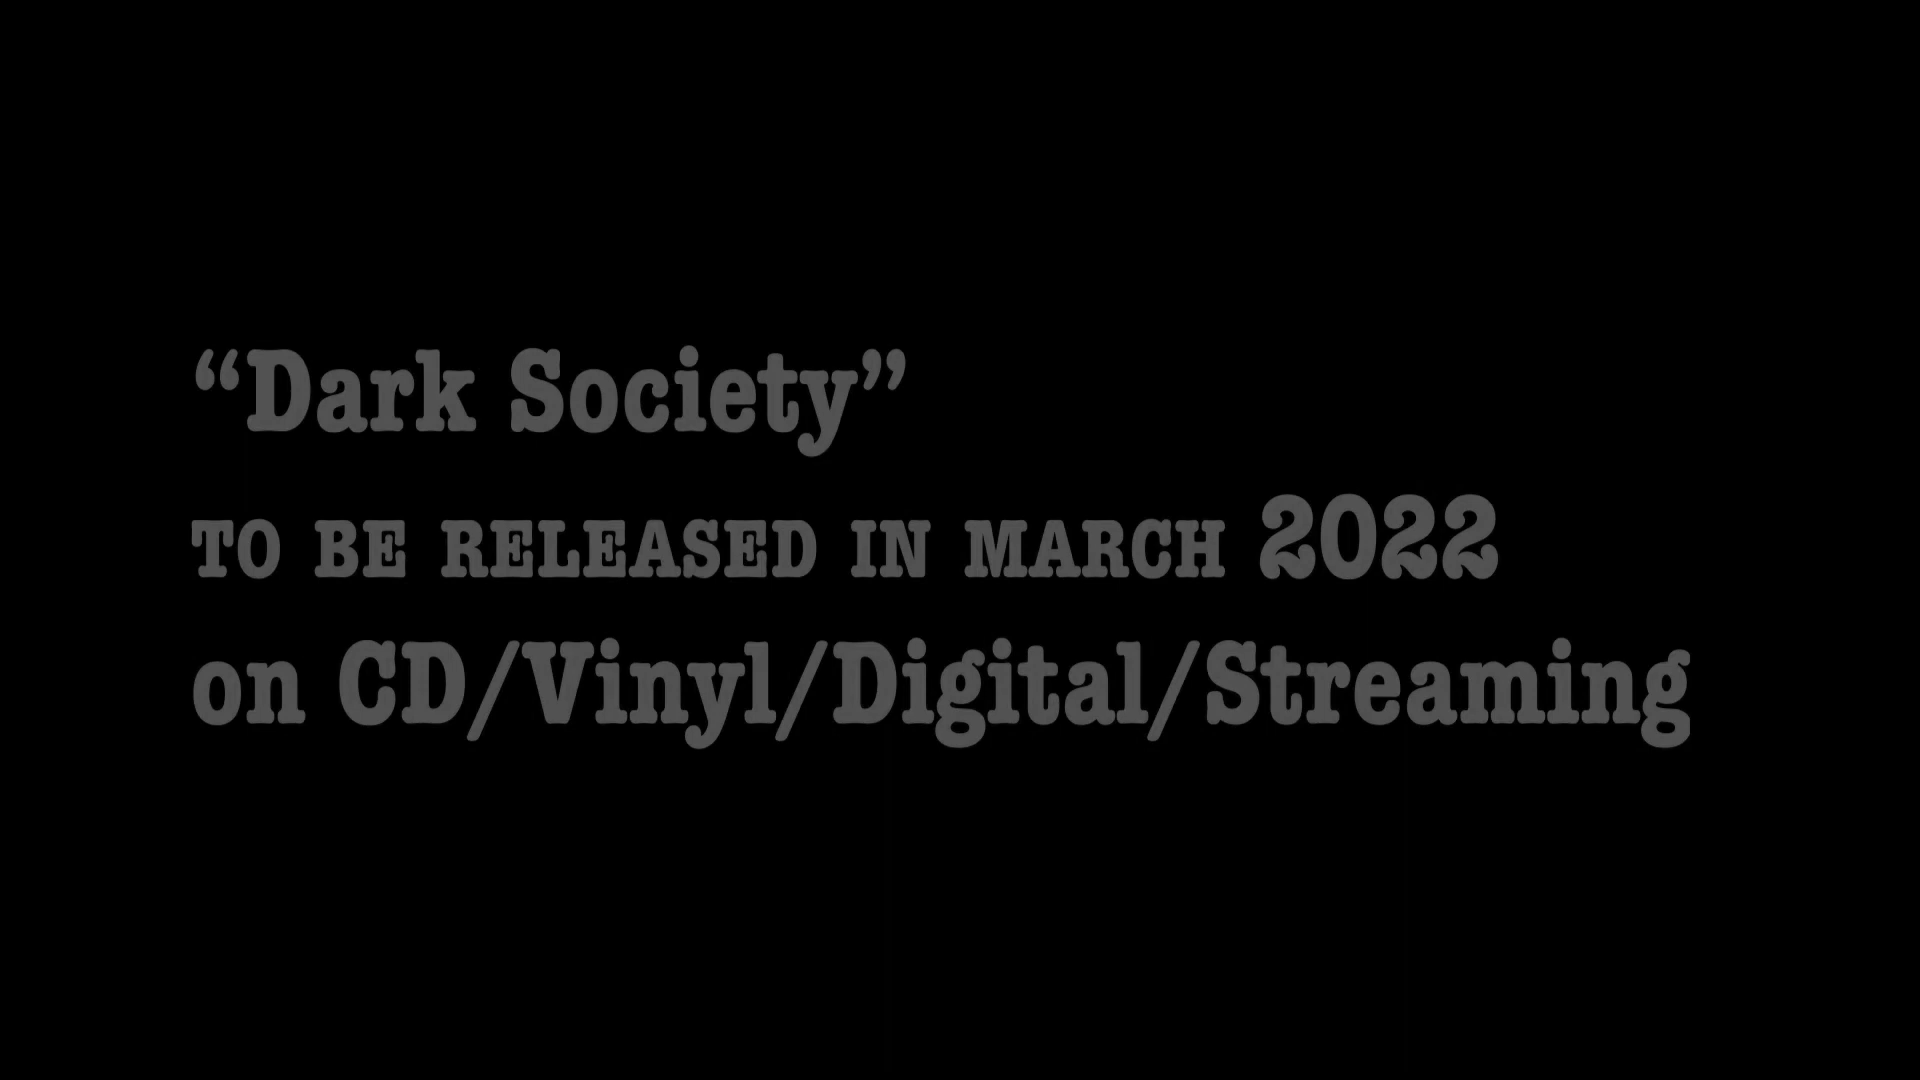 “Dark Society”
TO BE RELEASED IN MARCH 2022
on CD/Vinyl/Digital/Streaming